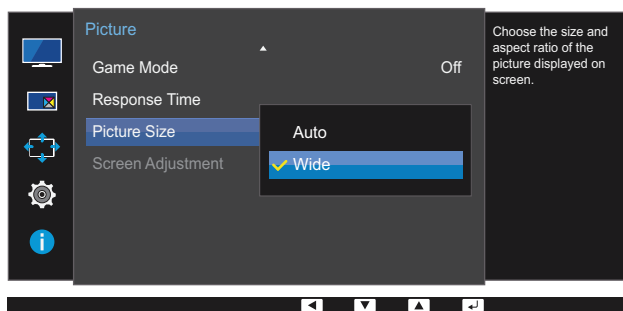 Picture
Game Mode Off
Response Time
Picture Size
Screen Adjustment
Auto
Wide
Choose the size and
aspect ratio of the
picture displayed on
screen.